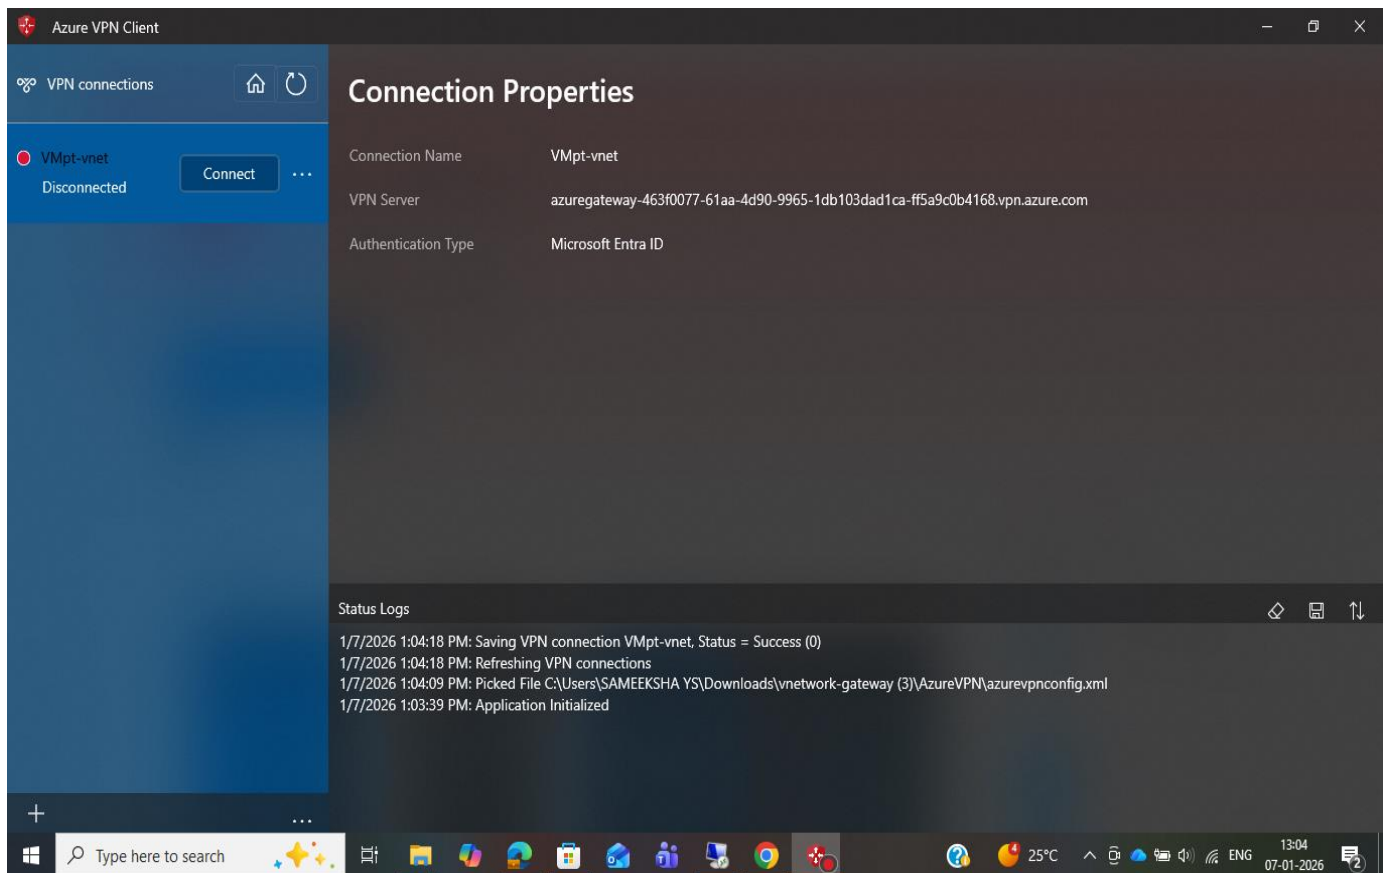 Azure VPN Client
VPN connections
VMpt-vnet
Disconnected
Connect
...
Connection Properties
Connection Name VMpt-vnet
VPN Server azuregateway-463f0077-61aa-4d90-9965-1db103dad1ca-ff5a9c0b4168.vpn.azure.com
Authentication Type Microsoft Entra ID
Status Logs
1/7/2026 1:04:18 PM: Saving VPN connection VMpt-vnet, Status = Success (0)
1/7/2026 1:04:18 PM: Refreshing VPN connections
1/7/2026 1:04:09 PM: Picked File C:\Users\SAMEEKSHA YS\Downloads\vnetwork-gateway (3)\AzureVPN\azurevpnconfig.xml
1/7/2026 1:03:39 PM: Application Initialized
...
Type here to search
25°C
ENG
13:04
07-01-2026
2